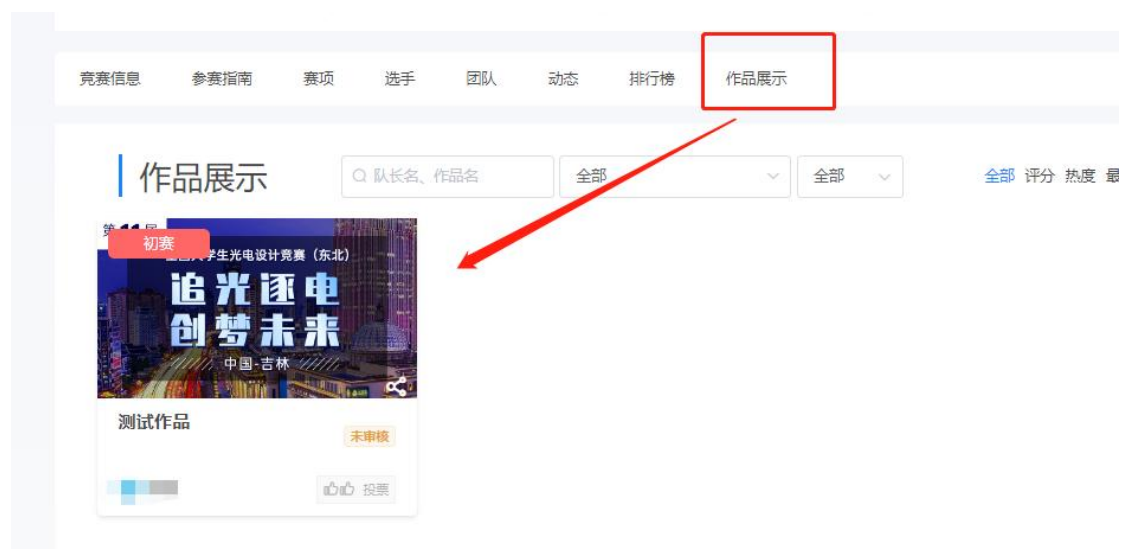 竞赛信息 参赛指南 赛项 选手 团队 动态 排行榜 作品展示
作品展示 队长名、作品名 全部 全部 全部 评分 热度 最
初赛
学生光电设计竞赛（东北）
追光逐电
创梦未来
中国-吉林
测试作品
未审核
投票